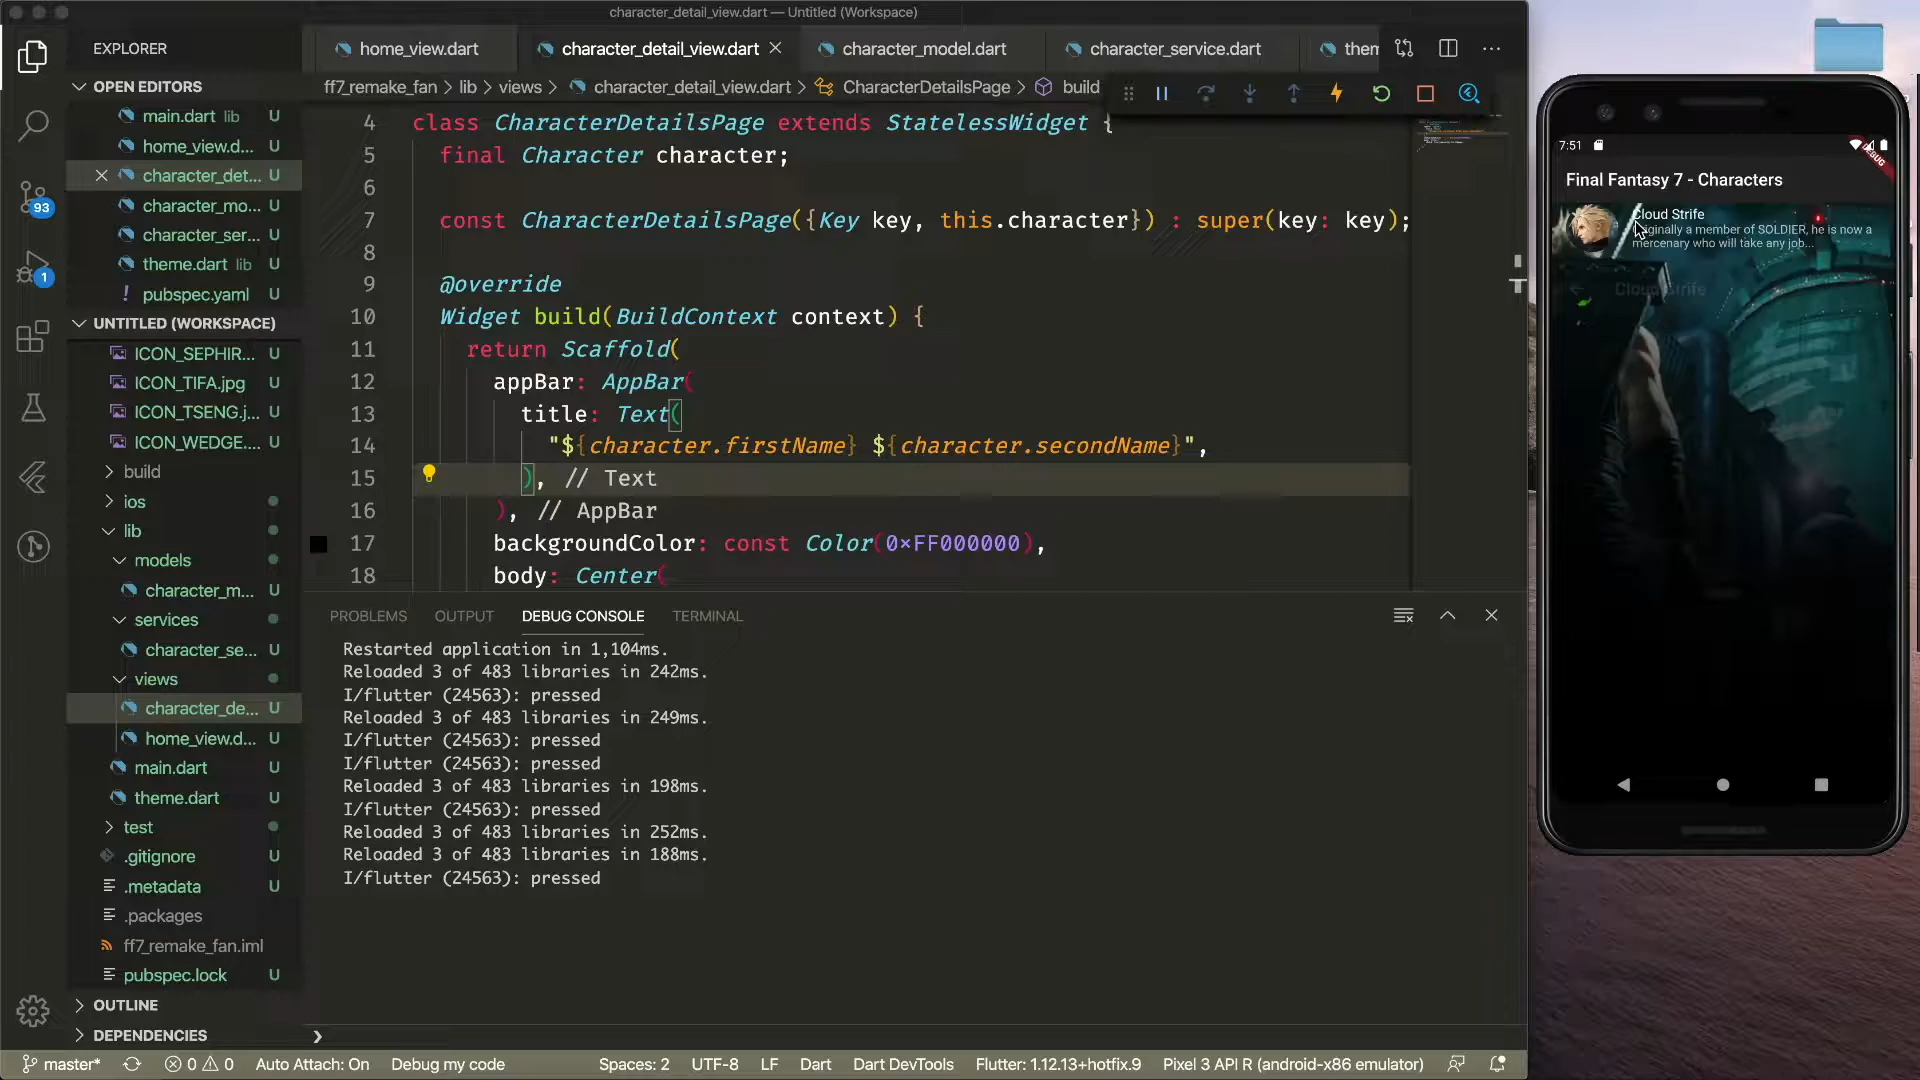 character_detail_view.dart — Untitled (Workspace)
EXPLORER
home_view.dart
character_detail_view.dart
character_model.dart
character_service.dart
them
OPEN EDITORS
ff7_remake_fan > lib > views > character_detail_view.dart > CharacterDetailsPage > build
main.dart lib U
home_view.d... U
character_det... U
character_mo... U
character_ser... U
theme.dart lib U
pubspec.yaml U
UNTITLED (WORKSPACE)
ICON_SEPHIR... U
ICON_TIFA.jpg U
ICON_TSENG.j... U
ICON_WEDGE.... U
build
ios
lib
models
character_m... U
services
character_se... U
views
character_de... U
home_view.d... U
main.dart U
theme.dart U
test
.gitignore U
.metadata U
.packages
ff7_remake_fan.iml
pubspec.lock U
OUTLINE
DEPENDENCIES
93
1
4 class CharacterDetailsPage extends StatelessWidget {
5 final Character character;
6
7 const CharacterDetailsPage({Key key, this.character}) : super(key: key);
8
9 @override
10 Widget build(BuildContext context) {
11 return Scaffold(
12 appBar: AppBar(
13 title: Text(
14 "${character.firstName} ${character.secondName}",
15 ), // Text
16 ), // AppBar
17 backgroundColor: const Color(0×FF000000),
18 body: Center(
PROBLEMS OUTPUT DEBUG CONSOLE TERMINAL
Restarted application in 1,104ms.
Reloaded 3 of 483 libraries in 242ms.
I/flutter (24563): pressed
Reloaded 3 of 483 libraries in 249ms.
I/flutter (24563): pressed
I/flutter (24563): pressed
Reloaded 3 of 483 libraries in 198ms.
I/flutter (24563): pressed
Reloaded 3 of 483 libraries in 252ms.
Reloaded 3 of 483 libraries in 188ms.
I/flutter (24563): pressed
master* 0 0 Auto Attach: On Debug my code Spaces: 2 UTF-8 LF Dart Dart DevTools Flutter: 1.12.13+hotfix.9 Pixel 3 API R (android-x86 emulator)
7:51
DEBUG
Final Fantasy 7 - Characters
Cloud Strife
Originally a member of SOLDIER, he is now a
mercenary who will take any job...
Cloud Strife